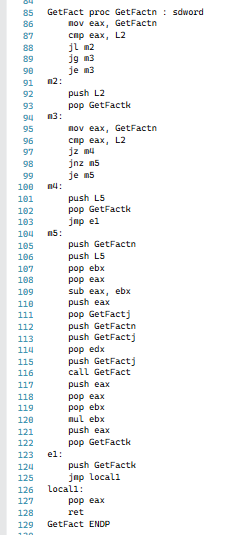 85 GetFact proc GetFactn : sdword
86 mov eax, GetFactn
87 cmp eax, L2
88 jl m2
89 jg m3
90 je m3
91 m2:
92 push L2
93 pop GetFactk
94 m3:
95 mov eax, GetFactn
96 cmp eax, L2
97 jz m4
98 jnz m5
99 je m5
100 m4:
101 push L5
102 pop GetFactk
103 jmp e1
104 m5:
105 push GetFactn
106 push L5
107 pop ebx
108 pop eax
109 sub eax, ebx
110 push eax
111 pop GetFactj
112 push GetFactn
113 push GetFactj
114 pop edx
115 push GetFactj
116 call GetFact
117 push eax
118 pop eax
119 pop ebx
120 mul ebx
121 push eax
122 pop GetFactk
123 e1:
124 push GetFactk
125 jmp local1
126 local1:
127 pop eax
128 ret
129 GetFact ENDP